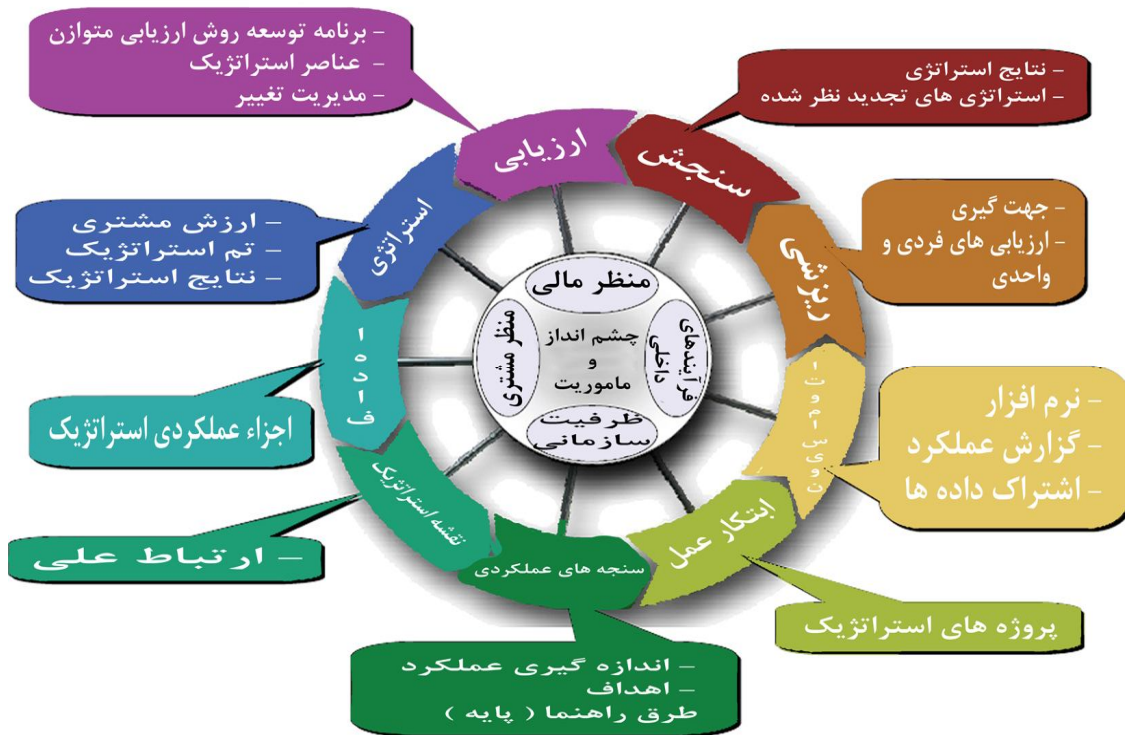 – برنامه توسعه روش ارزیابی متوازن
– عناصر استراتژیک
– مدیریت تغییر
ارزیابی
– ارزش مشتری
– تم استراتژیک
– نتایج استراتژیک
استراتژی
اجزاء عملکردی استراتژیک
اهداف
– ارتباط علی
نقشه استراتژیک
– اندازه گیری عملکرد
– اهداف
طرق راهنما ( پایه )
سنجه های عملکردی
پروژه های استراتژیک
ابتکار عمل
– نرم افزار
– گزارش عملکرد
– اشتراک داده ها
– جهت گیری
– ارزیابی های فردی و
واحدی
دیزشی
– نتایج استراتژی
– استراتژی های تجدید نظر شده
سنجش
منظر مالی
منظر مشتری
چشم انداز
و
ماموریت
فرآیندهای
داخلی
ظرفیت
سازمانی